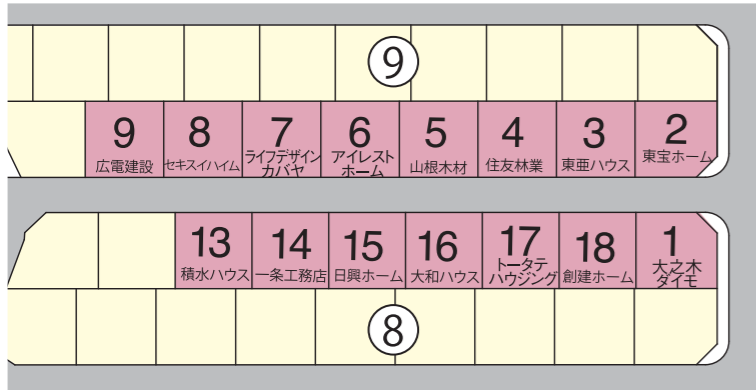 9
9
広電建設
8
セキスイハイム
7
ライフデザイン
カバヤ
6
アイレスト
ホーム
5
山根木材
4
住友林業
3
東亜ハウス
2
東宝ホーム
13
積水ハウス
14
一条工務店
15
日興ホーム
16
大和ハウス
17
トータテ
ハウジング
18
創建ホーム
1
大之木
ダイモ
8